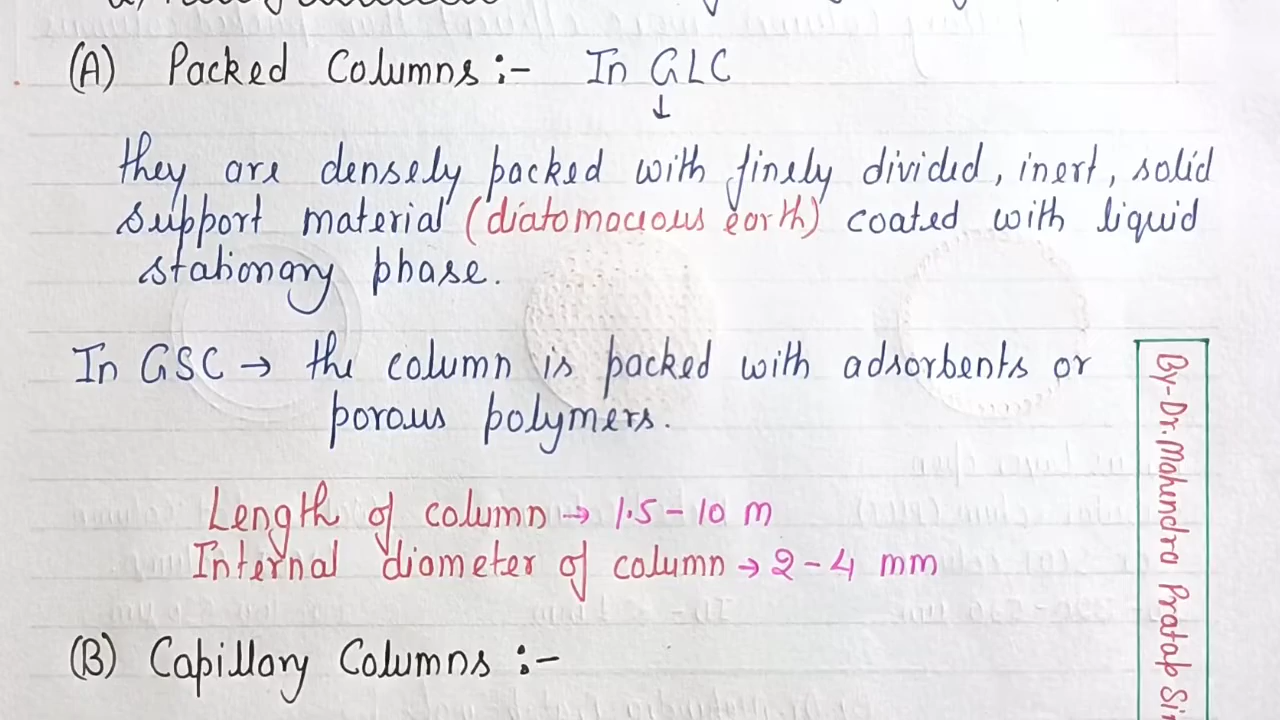 (A) Packed Columns :- In GLC
↓
they are densely packed with finely divided, inert, solid
support material (diatomacious earth) coated with liquid
stationary phase.
In GSC → the column is packed with adsorbents or
porous polymers.
Length of column → 1.5 - 10 m
Internal diameter of column → 2 - 4 mm
(B) Capillary Columns :-
By-Dr. Mahendra Pratap